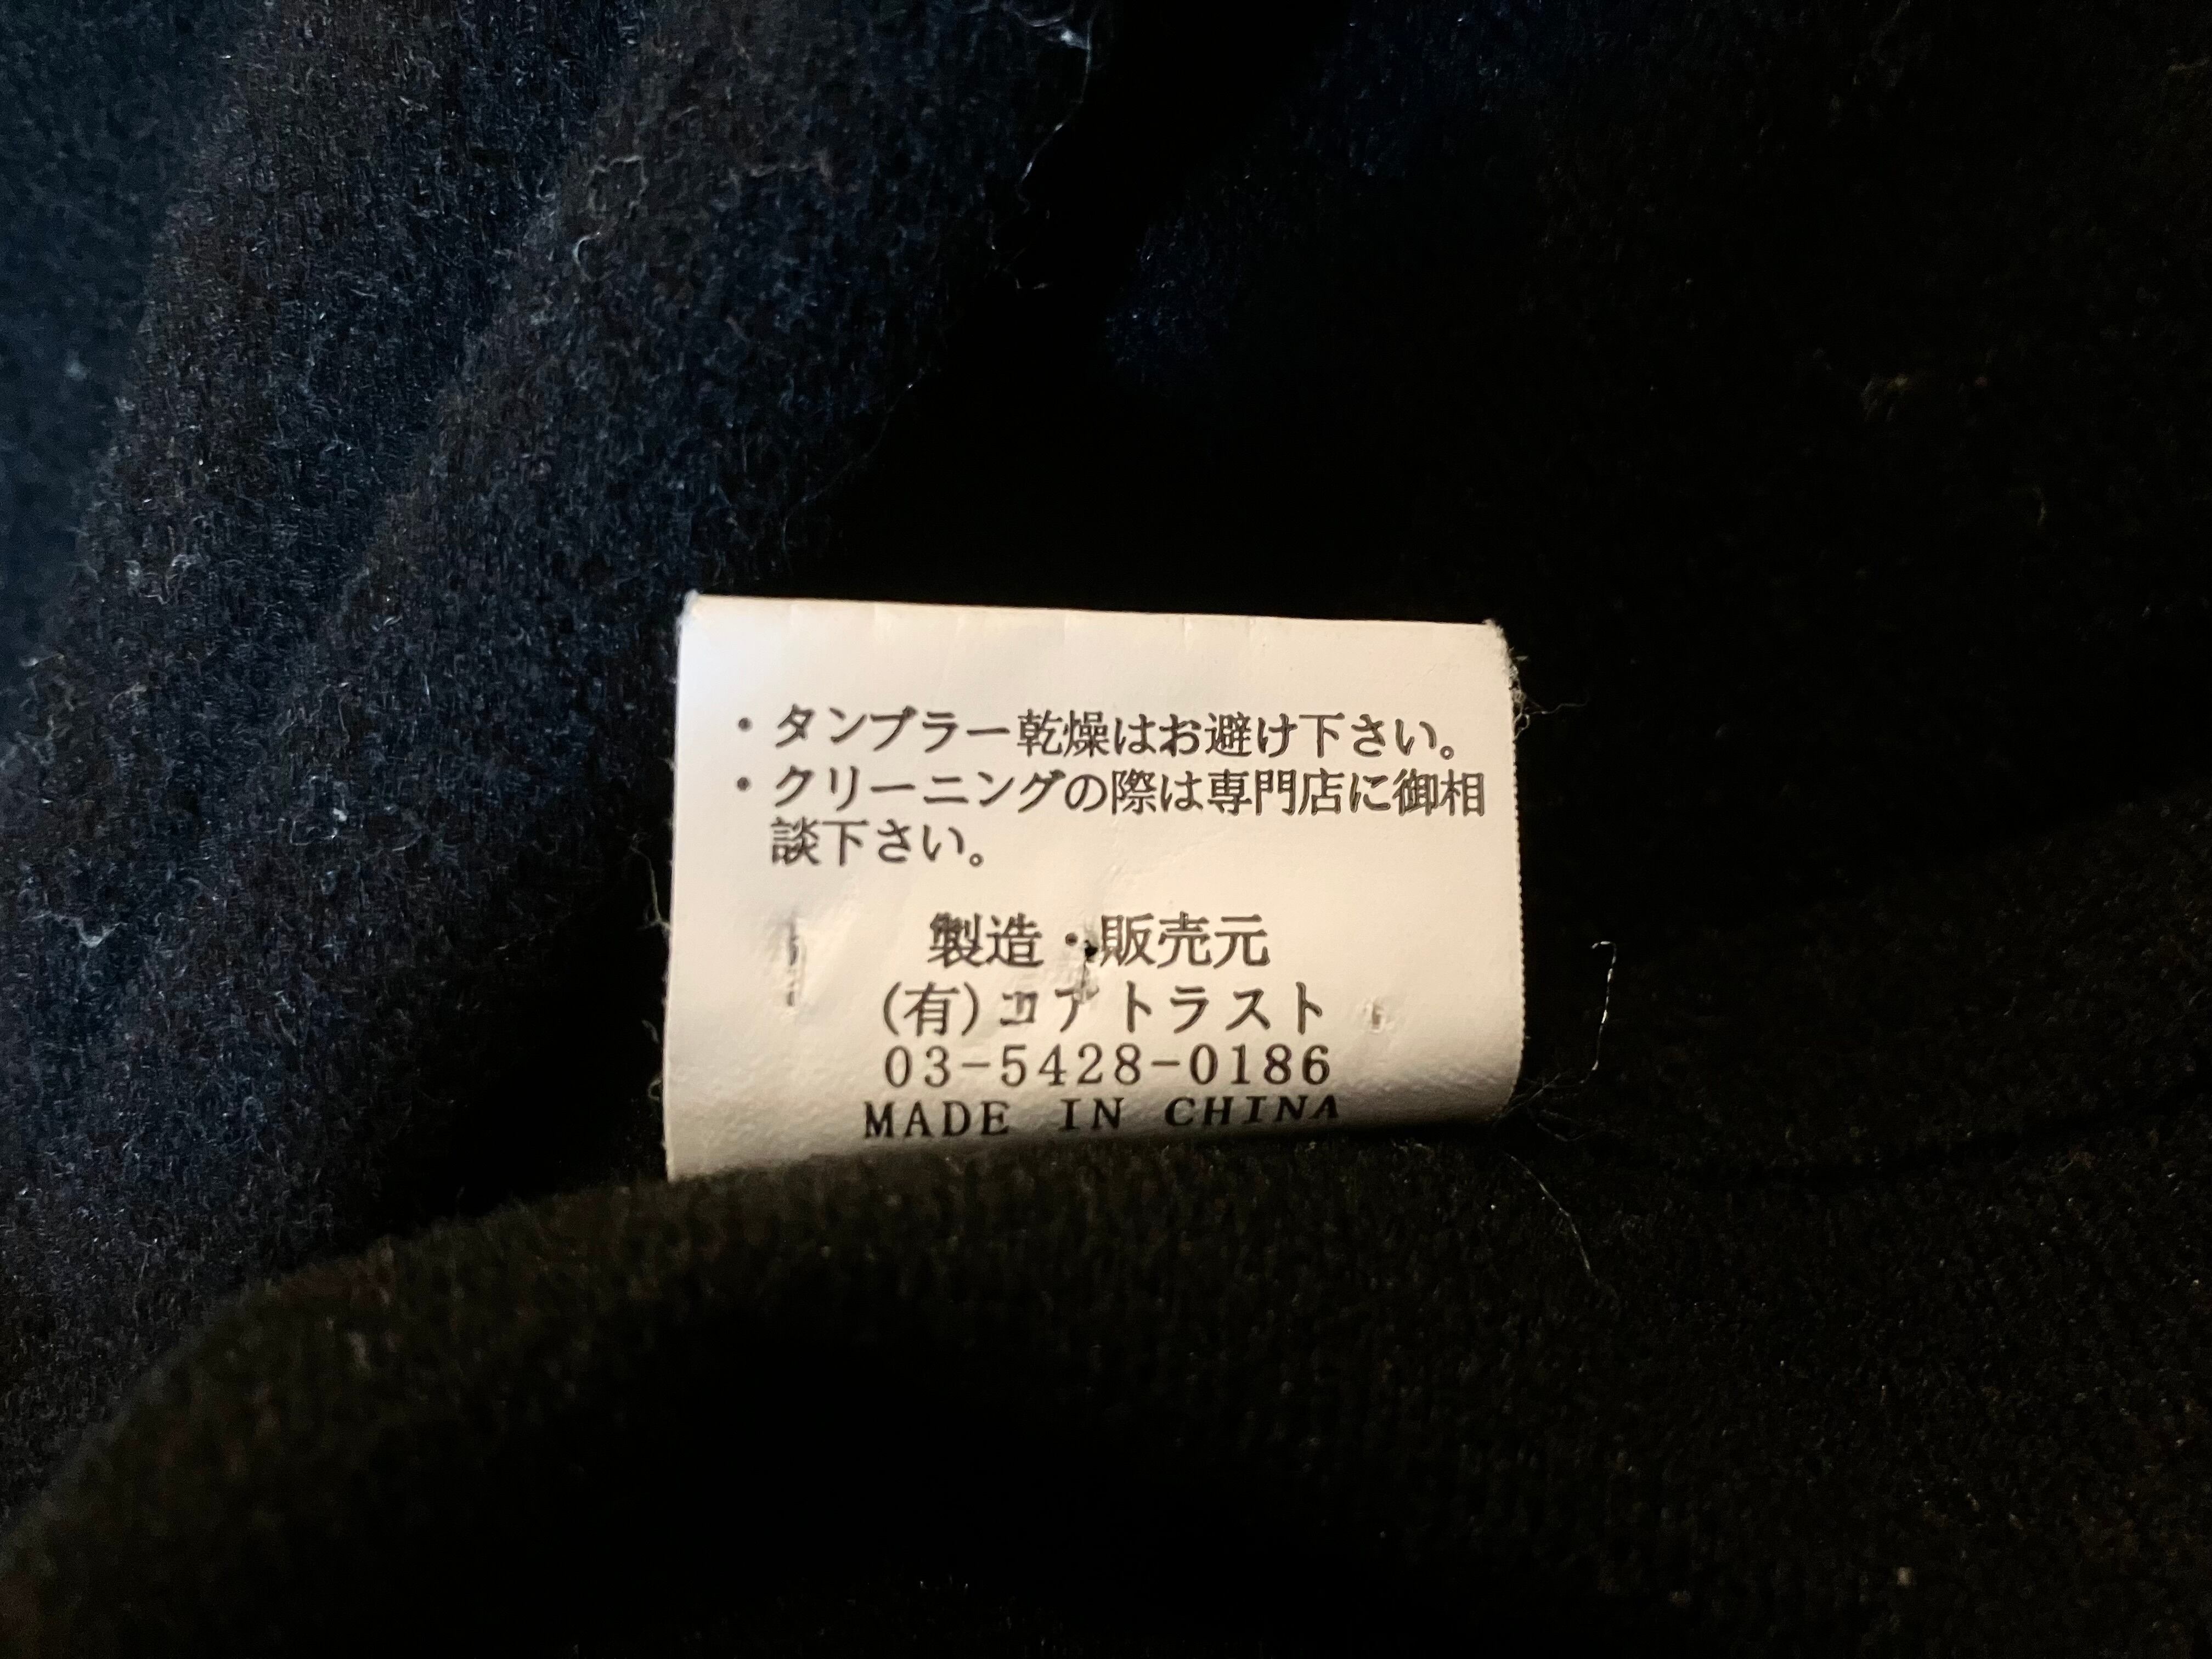 ・タンブラー乾燥はお避け下さい。
・クリーニングの際は専門店に御相
談下さい。
製造・販売元
(有)コアトラスト
03-5428-0186
MADE IN CHINA